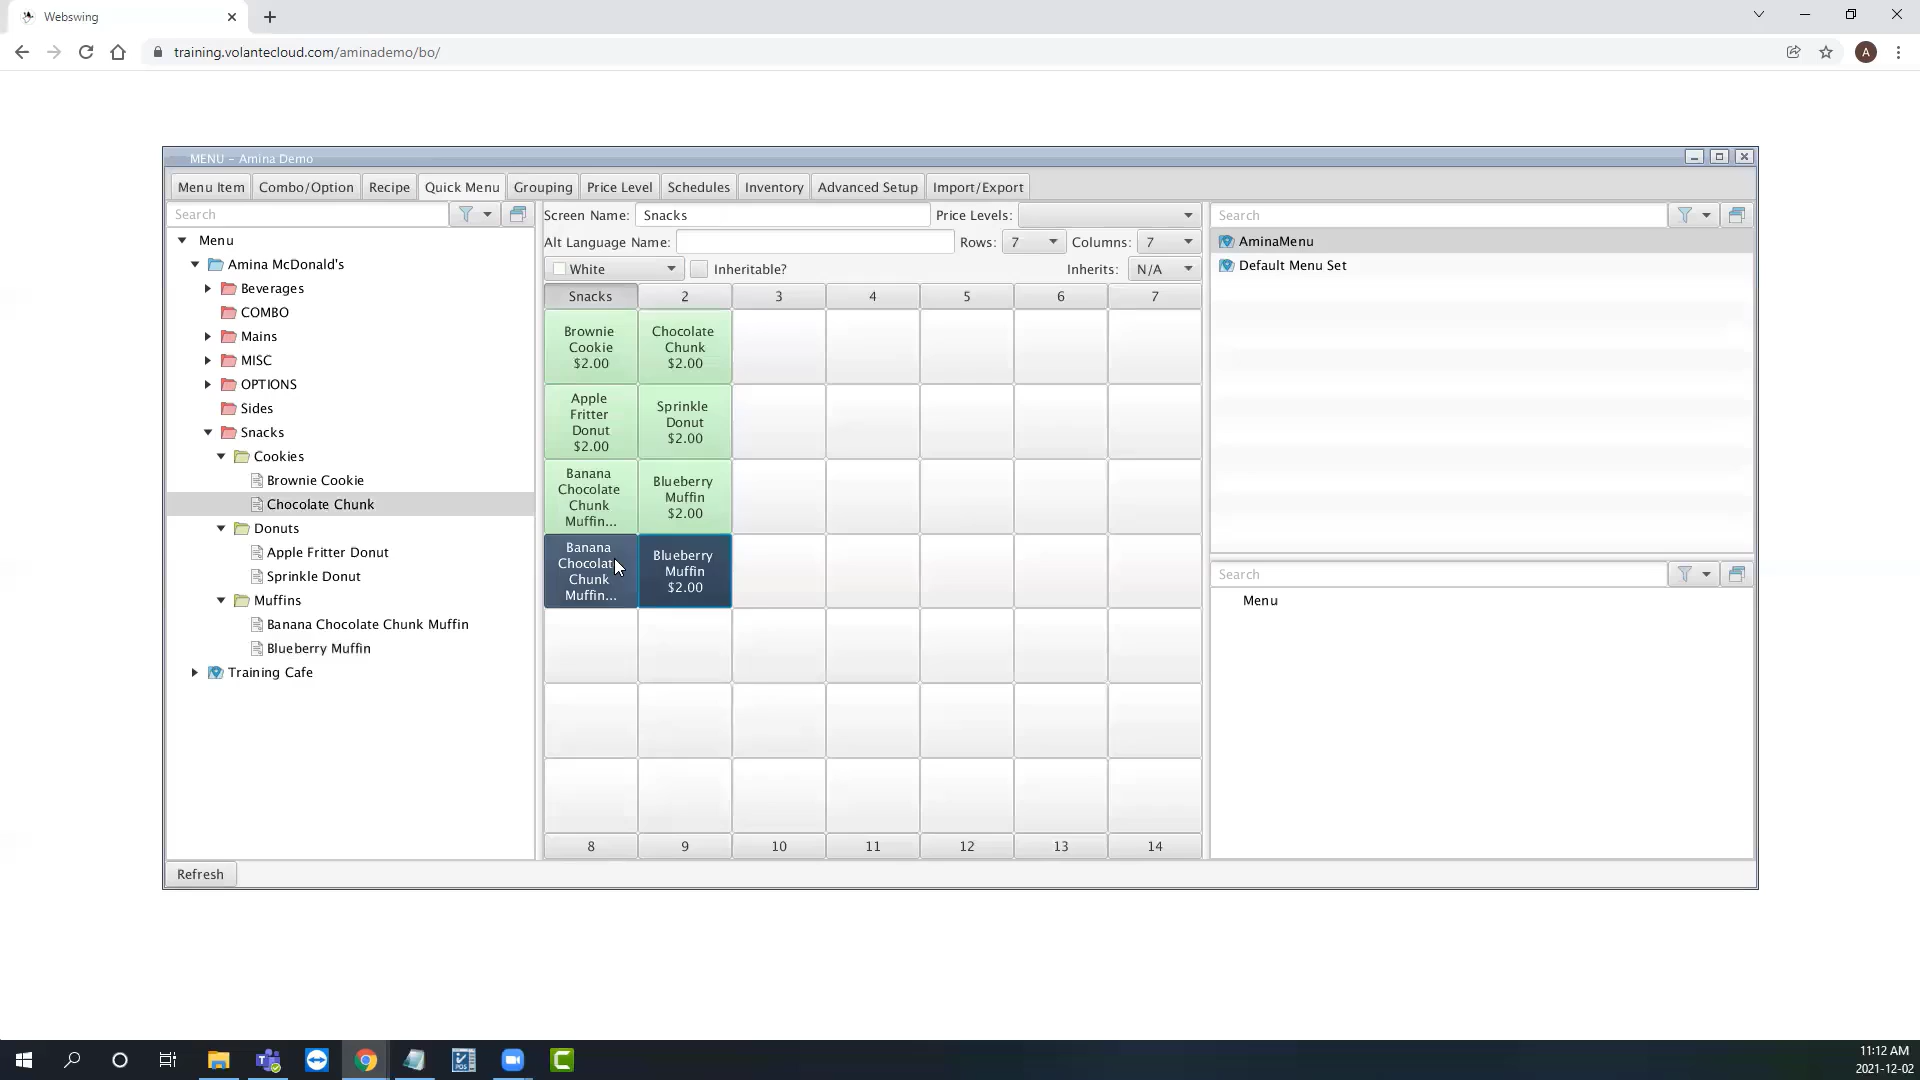 Webswing
training.volantecloud.com/aminademo/bo/
A
MENU - Amina Demo
Menu Item Combo/Option Recipe Quick Menu Grouping Price Level Schedules Inventory Advanced Setup Import/Export
Search
Menu
Amina McDonald's
Beverages
COMBO
Mains
MISC
OPTIONS
Sides
Snacks
Cookies
Brownie Cookie
Chocolate Chunk
Donuts
Apple Fritter Donut
Sprinkle Donut
Muffins
Banana Chocolate Chunk Muffin
Blueberry Muffin
Training Cafe
Refresh
Screen Name: Snacks Price Levels:
Alt Language Name: Rows: 7 Columns: 7
White Inheritable? Inherits: N/A
Snacks 2 3 4 5 6 7
Brownie
Cookie
$2.00
Chocolate
Chunk
$2.00
Apple
Fritter
Donut
$2.00
Sprinkle
Donut
$2.00
Banana
Chocolate
Chunk
Muffin...
Blueberry
Muffin
$2.00
Banana
Chocolate
Chunk
Muffin...
Blueberry
Muffin
$2.00
8 9 10 11 12 13 14
Search
AminaMenu
Default Menu Set
Search
Menu
11:12 AM
2021-12-02